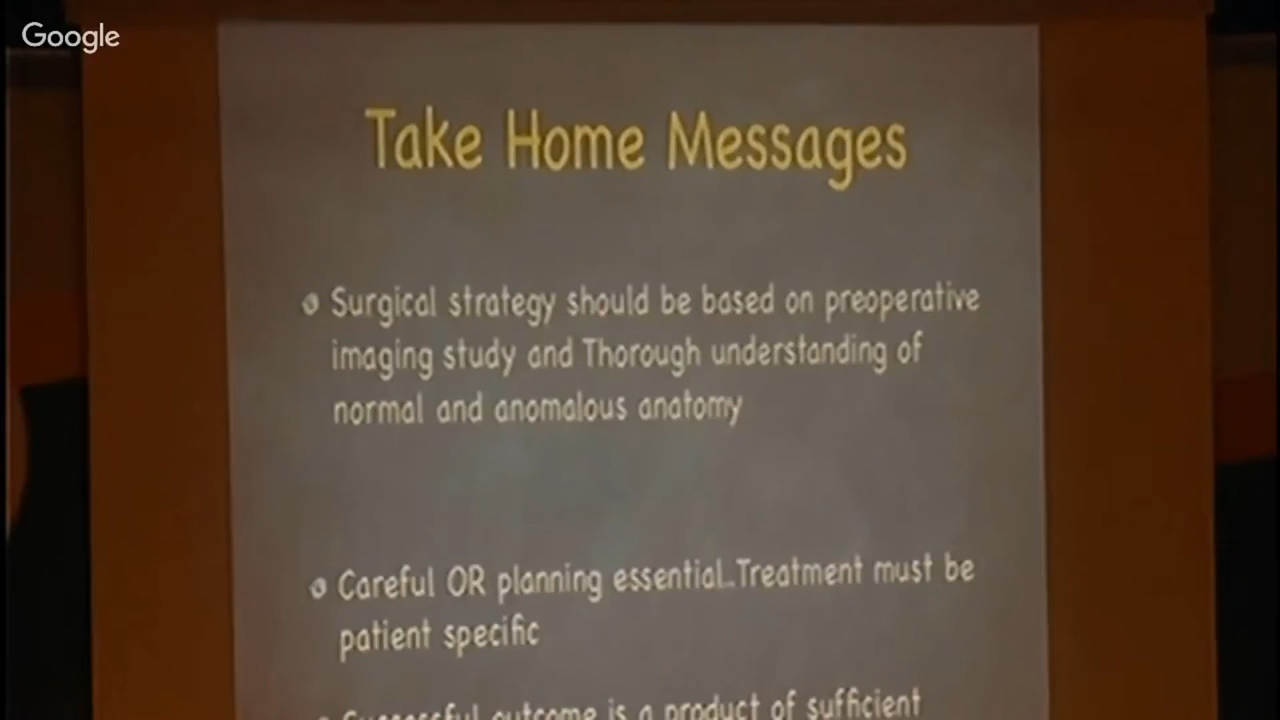 Google
Take Home Messages
Surgical strategy should be based on preoperative
imaging study and Thorough understanding of
normal and anomalous anatomy
Careful OR planning essential..Treatment must be
patient specific
Successful outcome is a product of sufficient